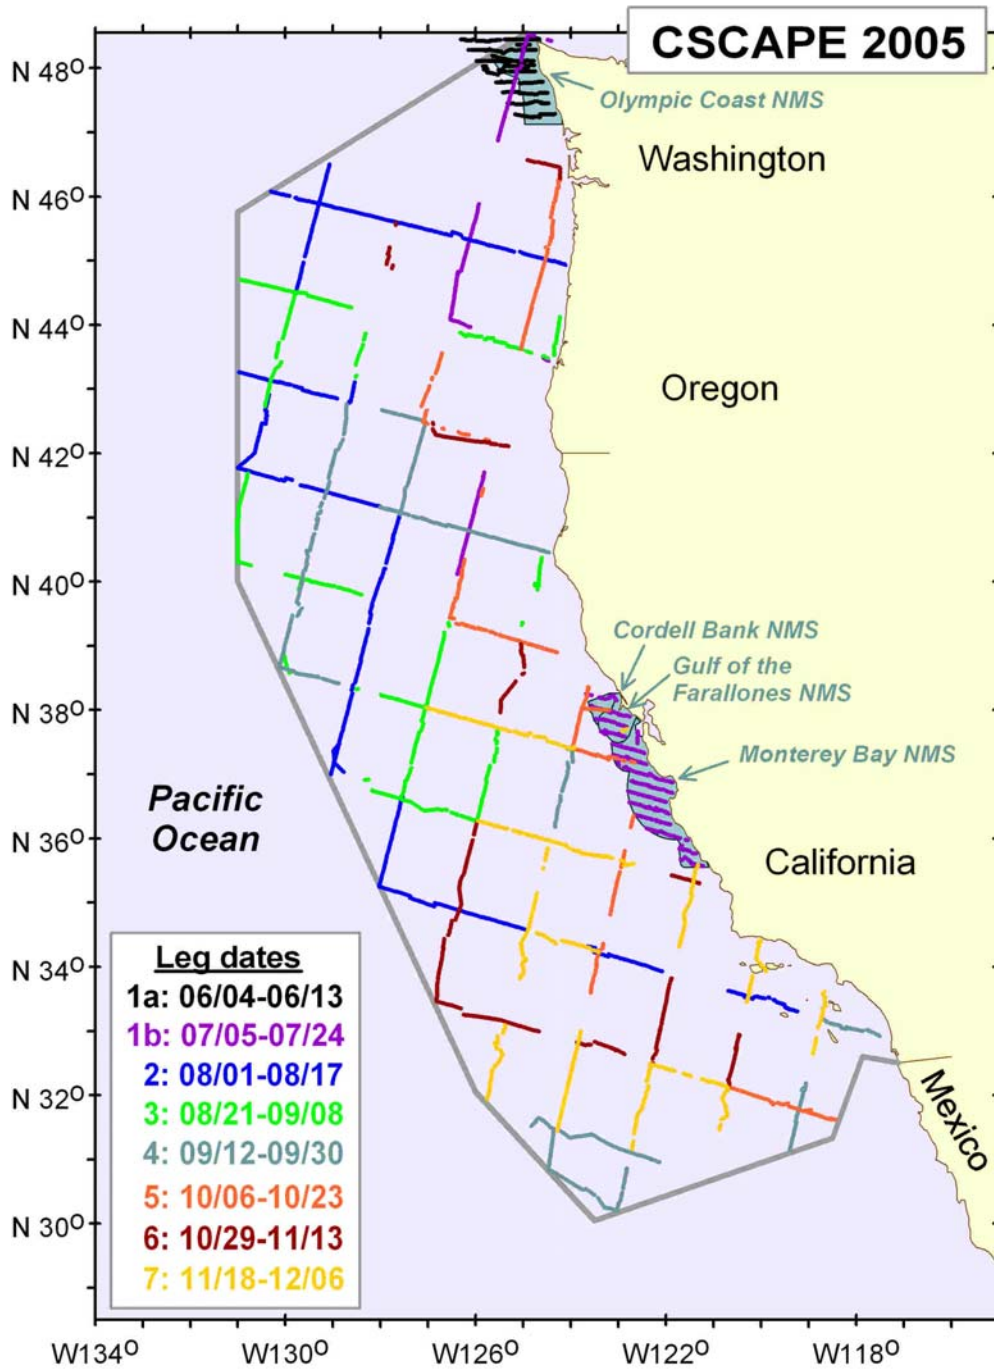 CSCAPE 2005
N 48°
Olympic Coast NMS
Washington
N 46°
N 44°
Oregon
N 42°
N 40°
Cordell Bank NMS
Gulf of the
Farallones NMS
N 38°
Monterey Bay NMS
Pacific
Ocean
N 36°
California
Leg dates
1a: 06/04-06/13
1b: 07/05-07/24
2: 08/01-08/17
3: 08/21-09/08
4: 09/12-09/30
5: 10/06-10/23
6: 10/29-11/13
7: 11/18-12/06
N 34°
N 32°
Mexico
N 30°
W134° W130° W126° W122° W118°